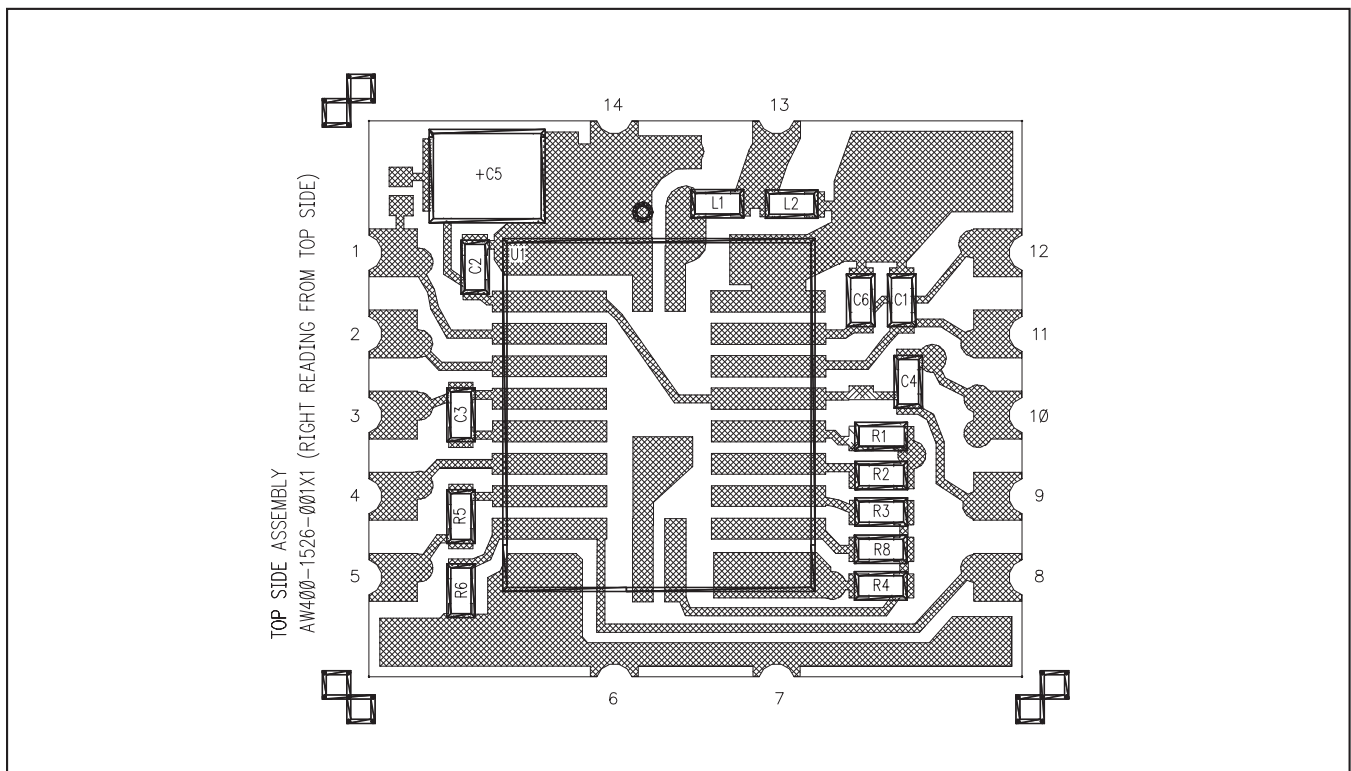 14 13
+C5
L1 L2
1 C2 U1 12
C6 C1
2 11
C4
3 C3 10
R1
R2
4 R5 9
R3
R8
5 R6 R4 8
6 7
TOP SIDE ASSEMBLY
AW400-1526-001X1 (RIGHT READING FROM TOP SIDE)